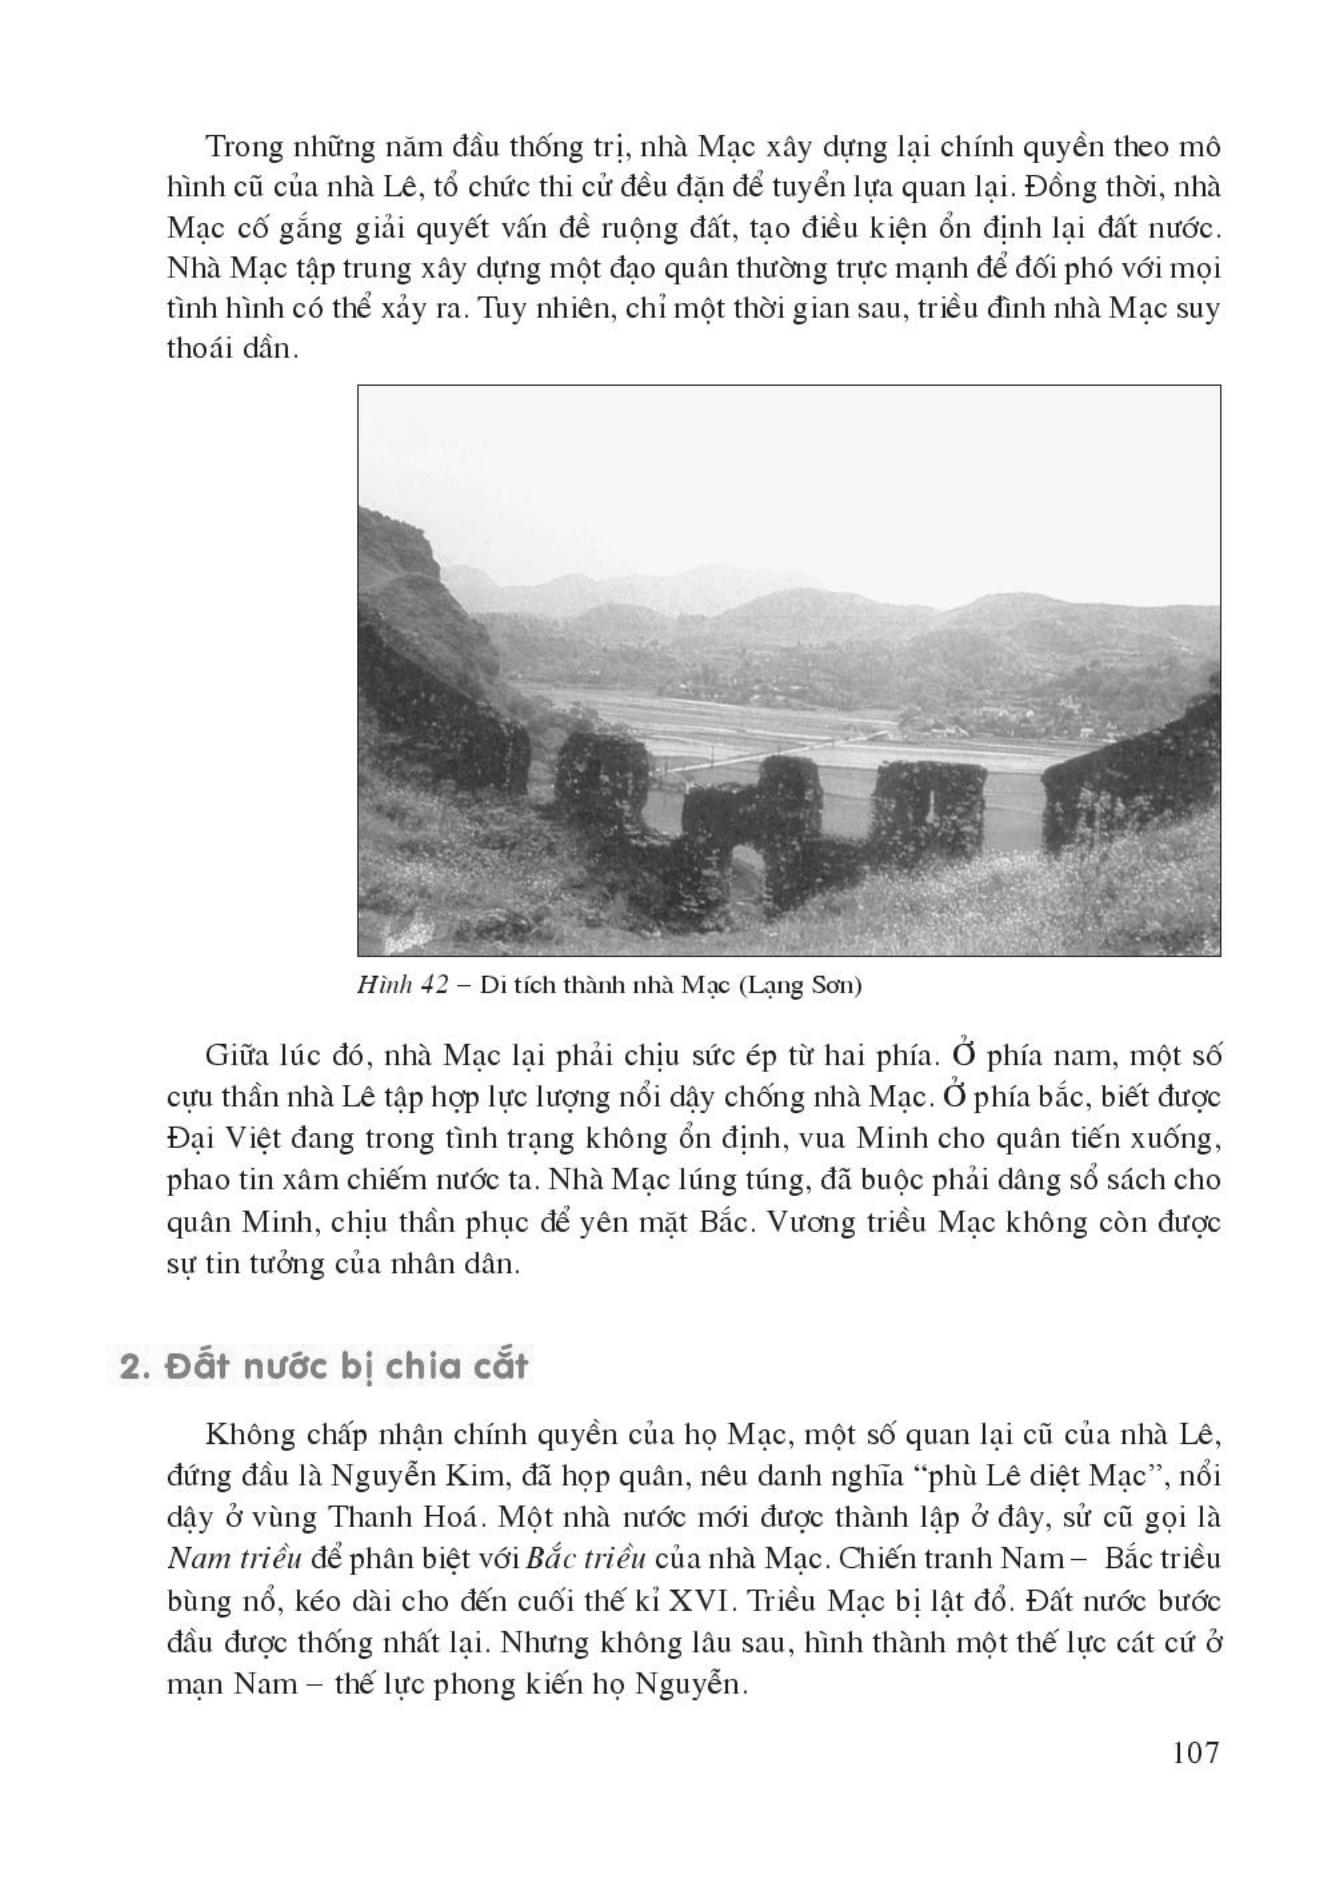 Trong những năm đầu thống trị, nhà Mạc xây dựng lại chính quyền theo mô
hình cũ của nhà Lê, tổ chức thi cử đều đặn để tuyển lựa quan lại. Đồng thời, nhà
Mạc cố gắng giải quyết vấn đề ruộng đất, tạo điều kiện ổn định lại đất nước.
Nhà Mạc tập trung xây dựng một đạo quân thường trực mạnh để đối phó với mọi
tình hình có thể xảy ra. Tuy nhiên, chỉ một thời gian sau, triều đình nhà Mạc suy
thoái dần.
Hình 42 – Di tích thành nhà Mạc (Lạng Sơn)
Giữa lúc đó, nhà Mạc lại phải chịu sức ép từ hai phía. Ở phía nam, một số
cựu thần nhà Lê tập hợp lực lượng nổi dậy chống nhà Mạc. Ở phía bắc, biết được
Đại Việt đang trong tình trạng không ổn định, vua Minh cho quân tiến xuống,
phao tin xâm chiếm nước ta. Nhà Mạc lúng túng, đã buộc phải dâng sổ sách cho
quân Minh, chịu thần phục để yên mặt Bắc. Vương triều Mạc không còn được
sự tin tưởng của nhân dân.
2. Đất nước bị chia cắt
Không chấp nhận chính quyền của họ Mạc, một số quan lại cũ của nhà Lê,
đứng đầu là Nguyễn Kim, đã họp quân, nêu danh nghĩa “phù Lê diệt Mạc”, nổi
dậy ở vùng Thanh Hoá. Một nhà nước mới được thành lập ở đây, sử cũ gọi là
Nam triều để phân biệt với Bắc triều của nhà Mạc. Chiến tranh Nam – Bắc triều
bùng nổ, kéo dài cho đến cuối thế kỉ XVI. Triều Mạc bị lật đổ. Đất nước bước
đầu được thống nhất lại. Nhưng không lâu sau, hình thành một thế lực cát cứ ở
mạn Nam – thế lực phong kiến họ Nguyễn.
107